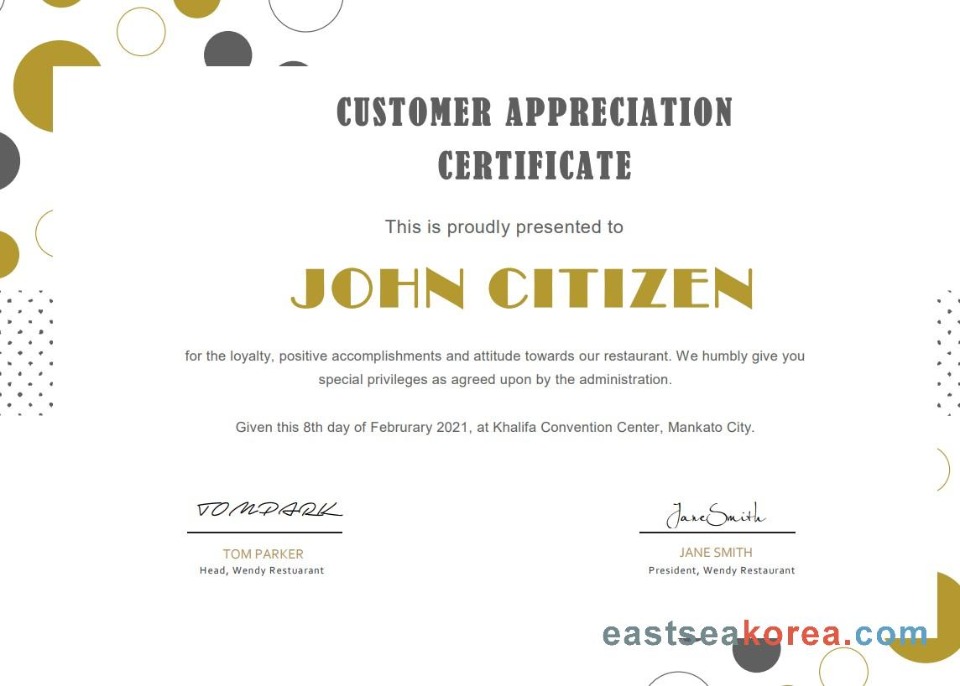 CUSTOMER APPRECIATION
CERTIFICATE
This is proudly presented to
JOHN CITIZEN
for the loyalty, positive accomplishments and attitude towards our restaurant. We humbly give you
special privileges as agreed upon by the administration.
Given this 8th day of Februrary 2021, at Khalifa Convention Center, Mankato City.
TOMPARK
TOM PARKER
Head, Wendy Restuarant
JaneSmith
JANE SMITH
President, Wendy Restaurant
eastseakorea.com